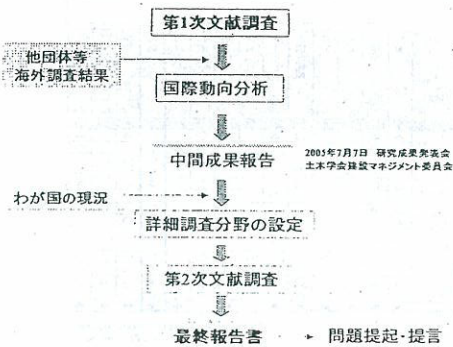 第1次文献調査
他団体等
海外調査結果
国際動向分析
中間成果報告
2005年7月7日 研究成果発表会
土木学会建設マネジメント委員会
わが国の現況
詳細調査分野の設定
第2次文献調査
最終報告書
問題提起・提言